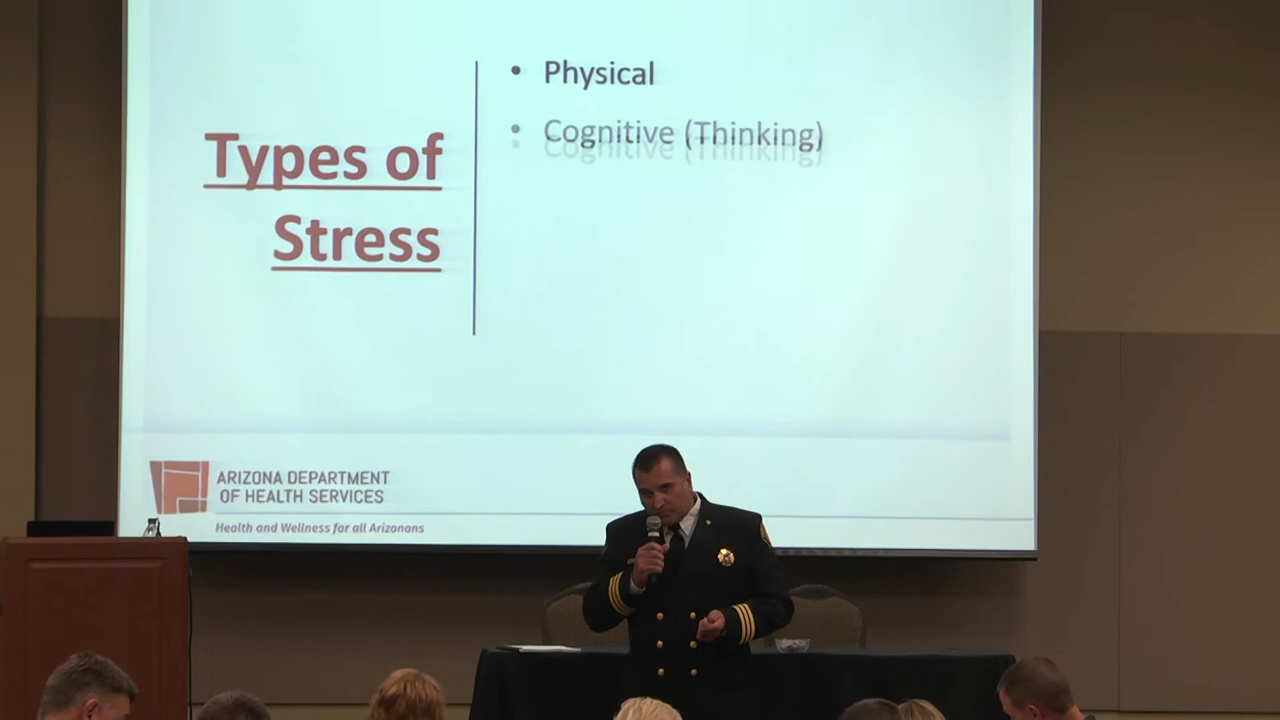 Types of
Stress
• Physical
• Cognitive (Thinking)
ARIZONA DEPARTMENT
OF HEALTH SERVICES
Health and Wellness for all Arizonans